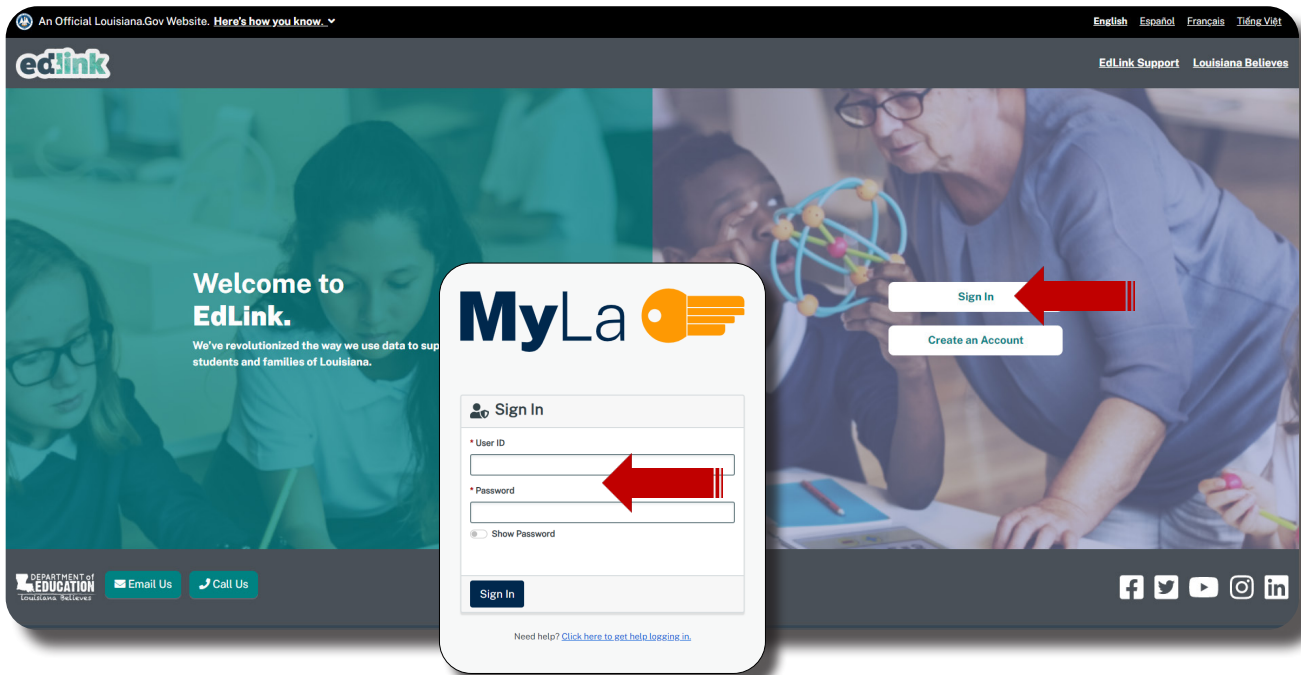 An Official Louisiana.Gov Website. Here's how you know.
English Español Français Tiếng Việt
edlink
EdLink Support Louisiana Believes
Welcome to
EdLink.
We've revolutionized the way we use data to sup
students and families of Louisiana.
Sign In
Create an Account
MyLa
Sign In
* User ID
* Password
Show Password
Sign In
Need help? Click here to get help logging in.
DEPARTMENT of
EDUCATION
Louisiana Believes
Email Us
Call Us